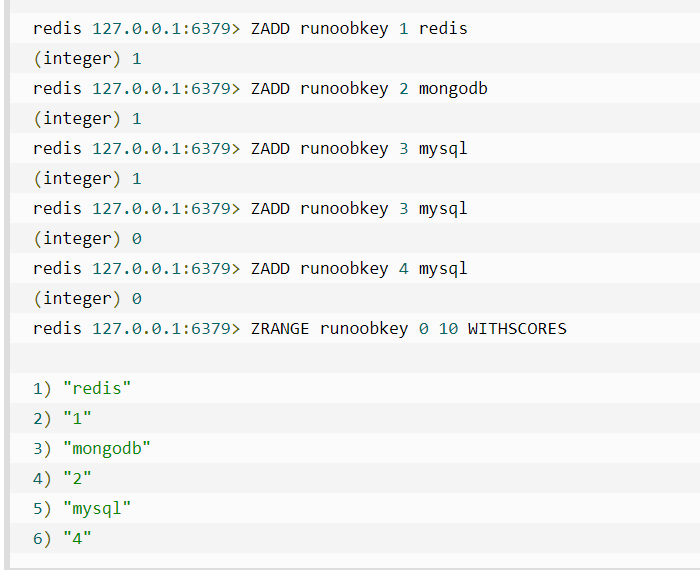 redis 127.0.0.1:6379> ZADD runoobkey 1 redis
(integer) 1
redis 127.0.0.1:6379> ZADD runoobkey 2 mongodb
(integer) 1
redis 127.0.0.1:6379> ZADD runoobkey 3 mysql
(integer) 1
redis 127.0.0.1:6379> ZADD runoobkey 3 mysql
(integer) 0
redis 127.0.0.1:6379> ZADD runoobkey 4 mysql
(integer) 0
redis 127.0.0.1:6379> ZRANGE runoobkey 0 10 WITHSCORES
1) "redis"
2) "1"
3) "mongodb"
4) "2"
5) "mysql"
6) "4"